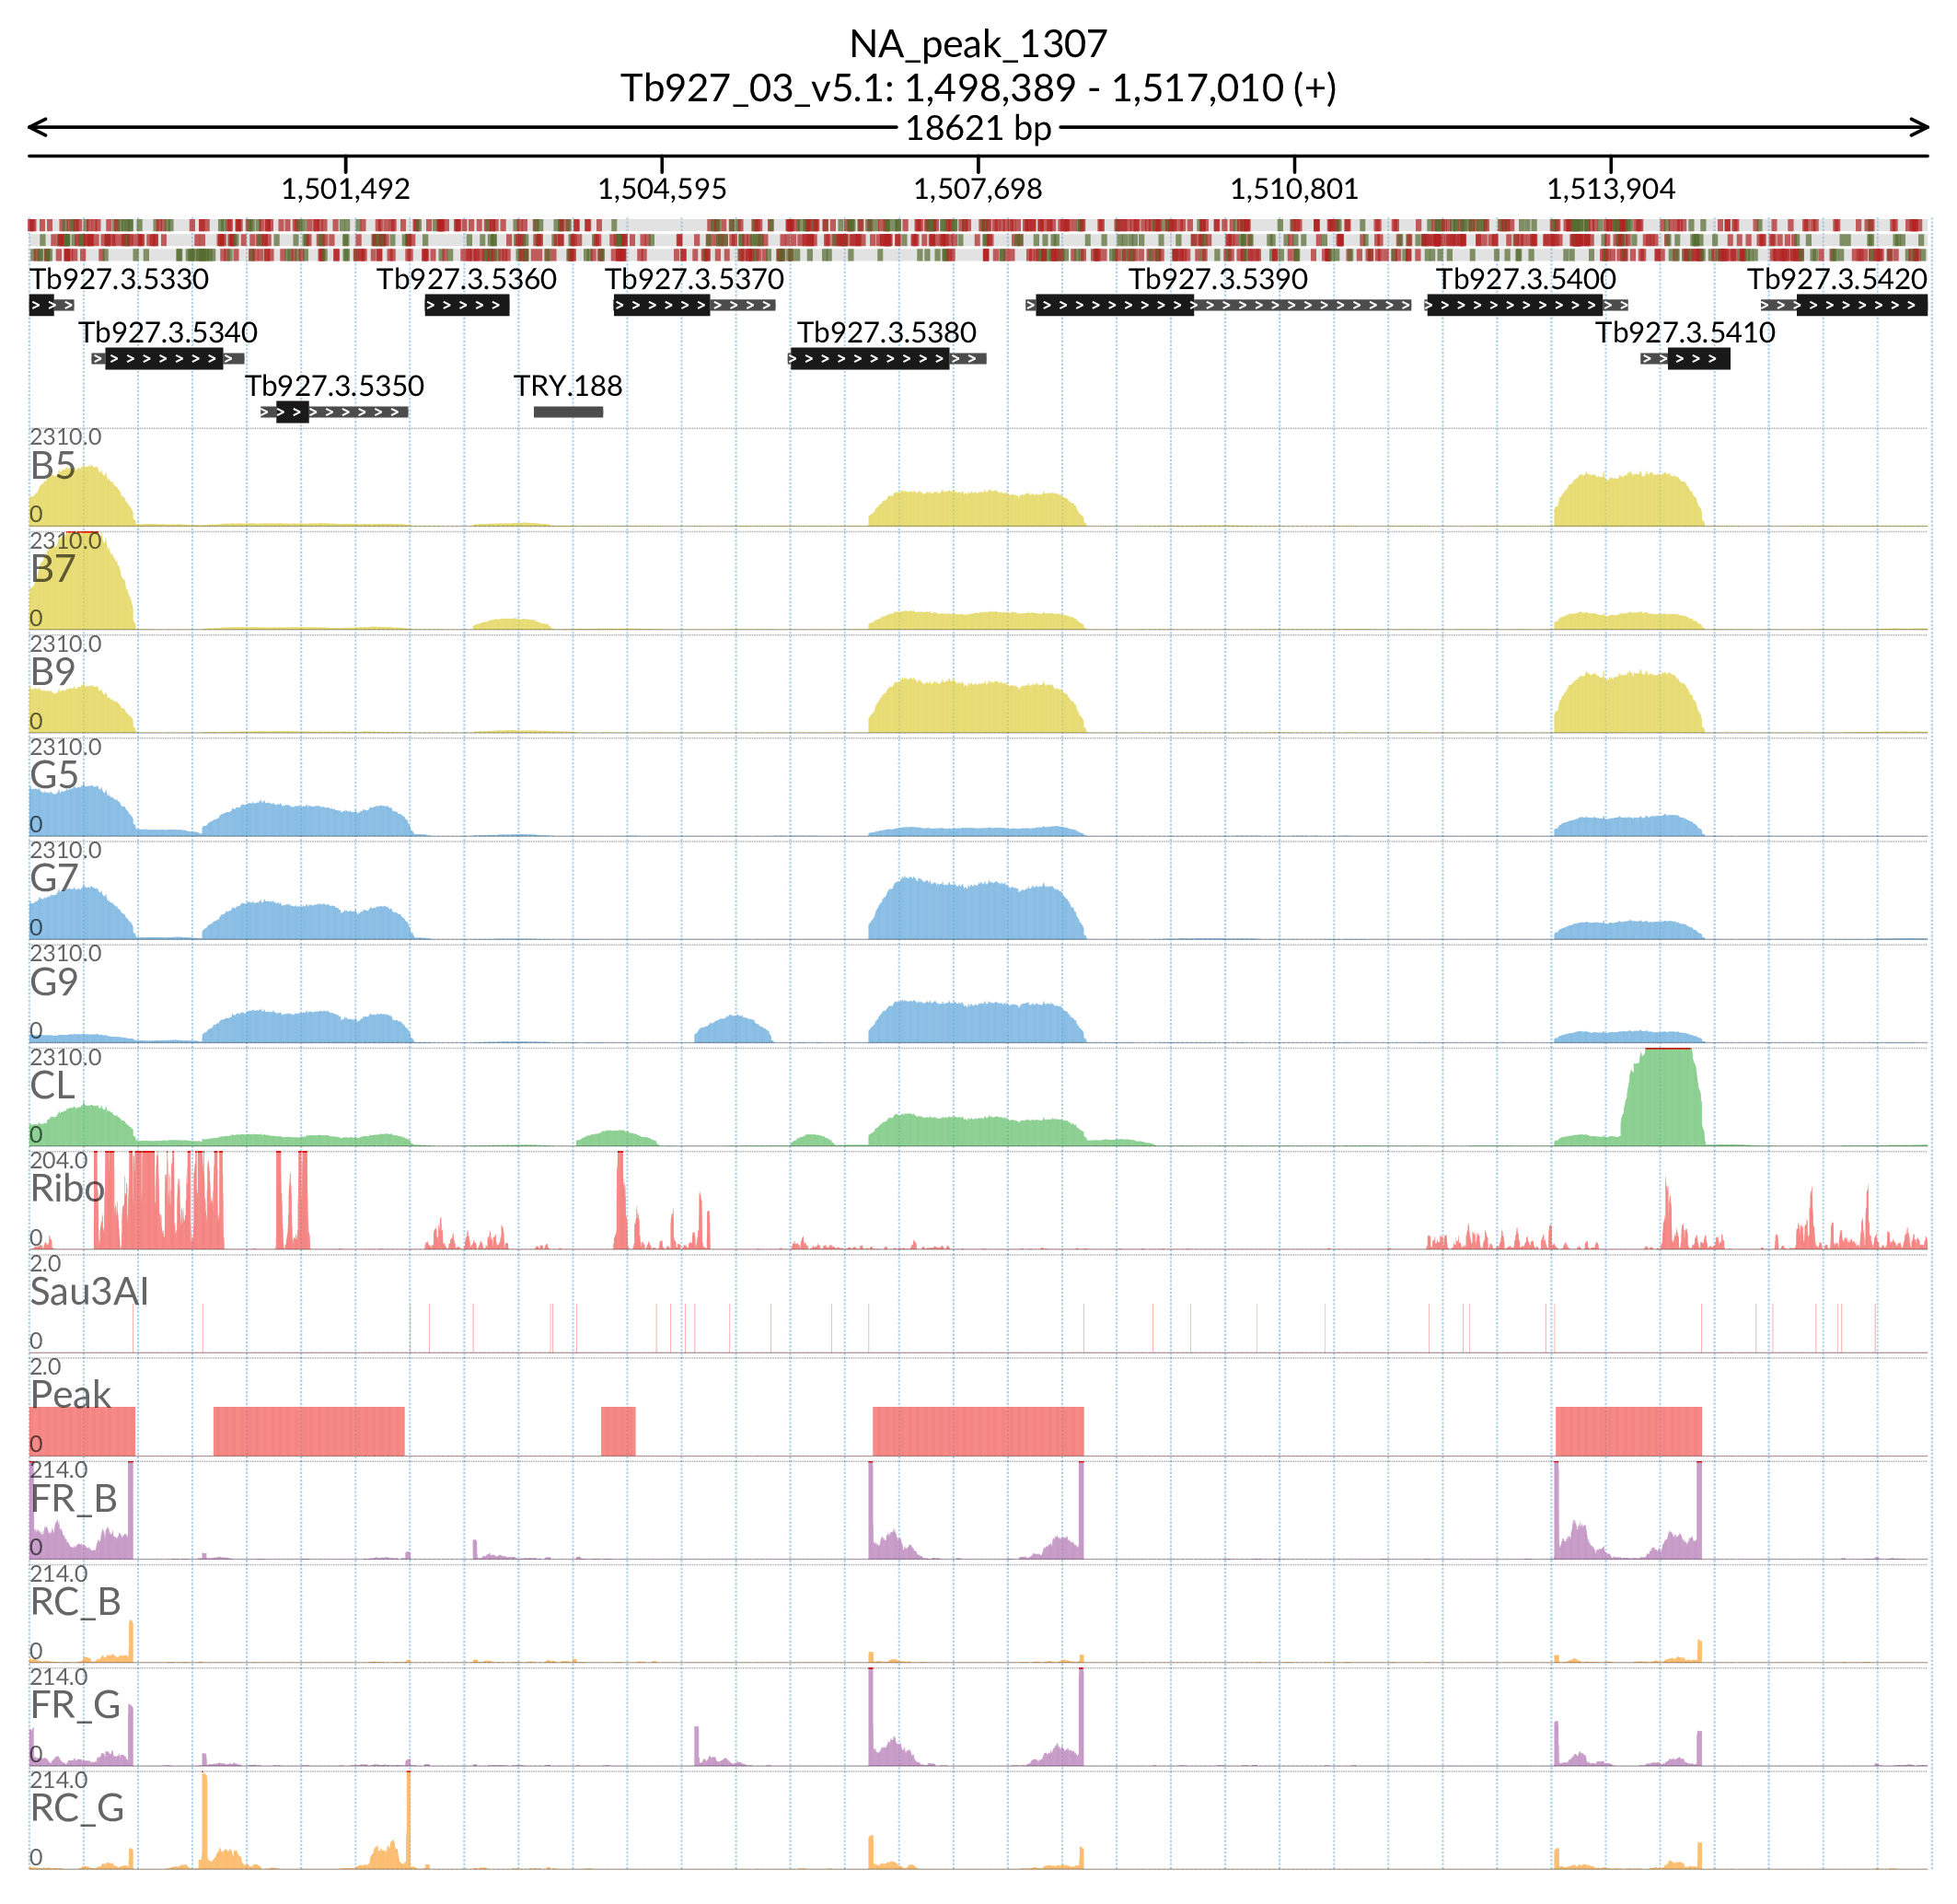 NA_peak_1307
Tb927_03_v5.1: 1,498,389 - 1,517,010 (+)
18621 bp
1,501,492 1,504,595 1,507,698 1,510,801 1,513,904
Tb927.3.5330 Tb927.3.5360 Tb927.3.5370 Tb927.3.5390 Tb927.3.5400 Tb927.3.5420
Tb927.3.5340 Tb927.3.5380 Tb927.3.5410
Tb927.3.5350 TRY.188
2310.0
B5
0
2310.0
B7
0
2310.0
B9
0
2310.0
G5
0
2310.0
G7
0
2310.0
G9
0
2310.0
CL
0
204.0
Ribo
0
2.0
Sau3AI
0
2.0
Peak
0
214.0
FR_B
0
214.0
RC_B
0
214.0
FR_G
0
214.0
RC_G
0